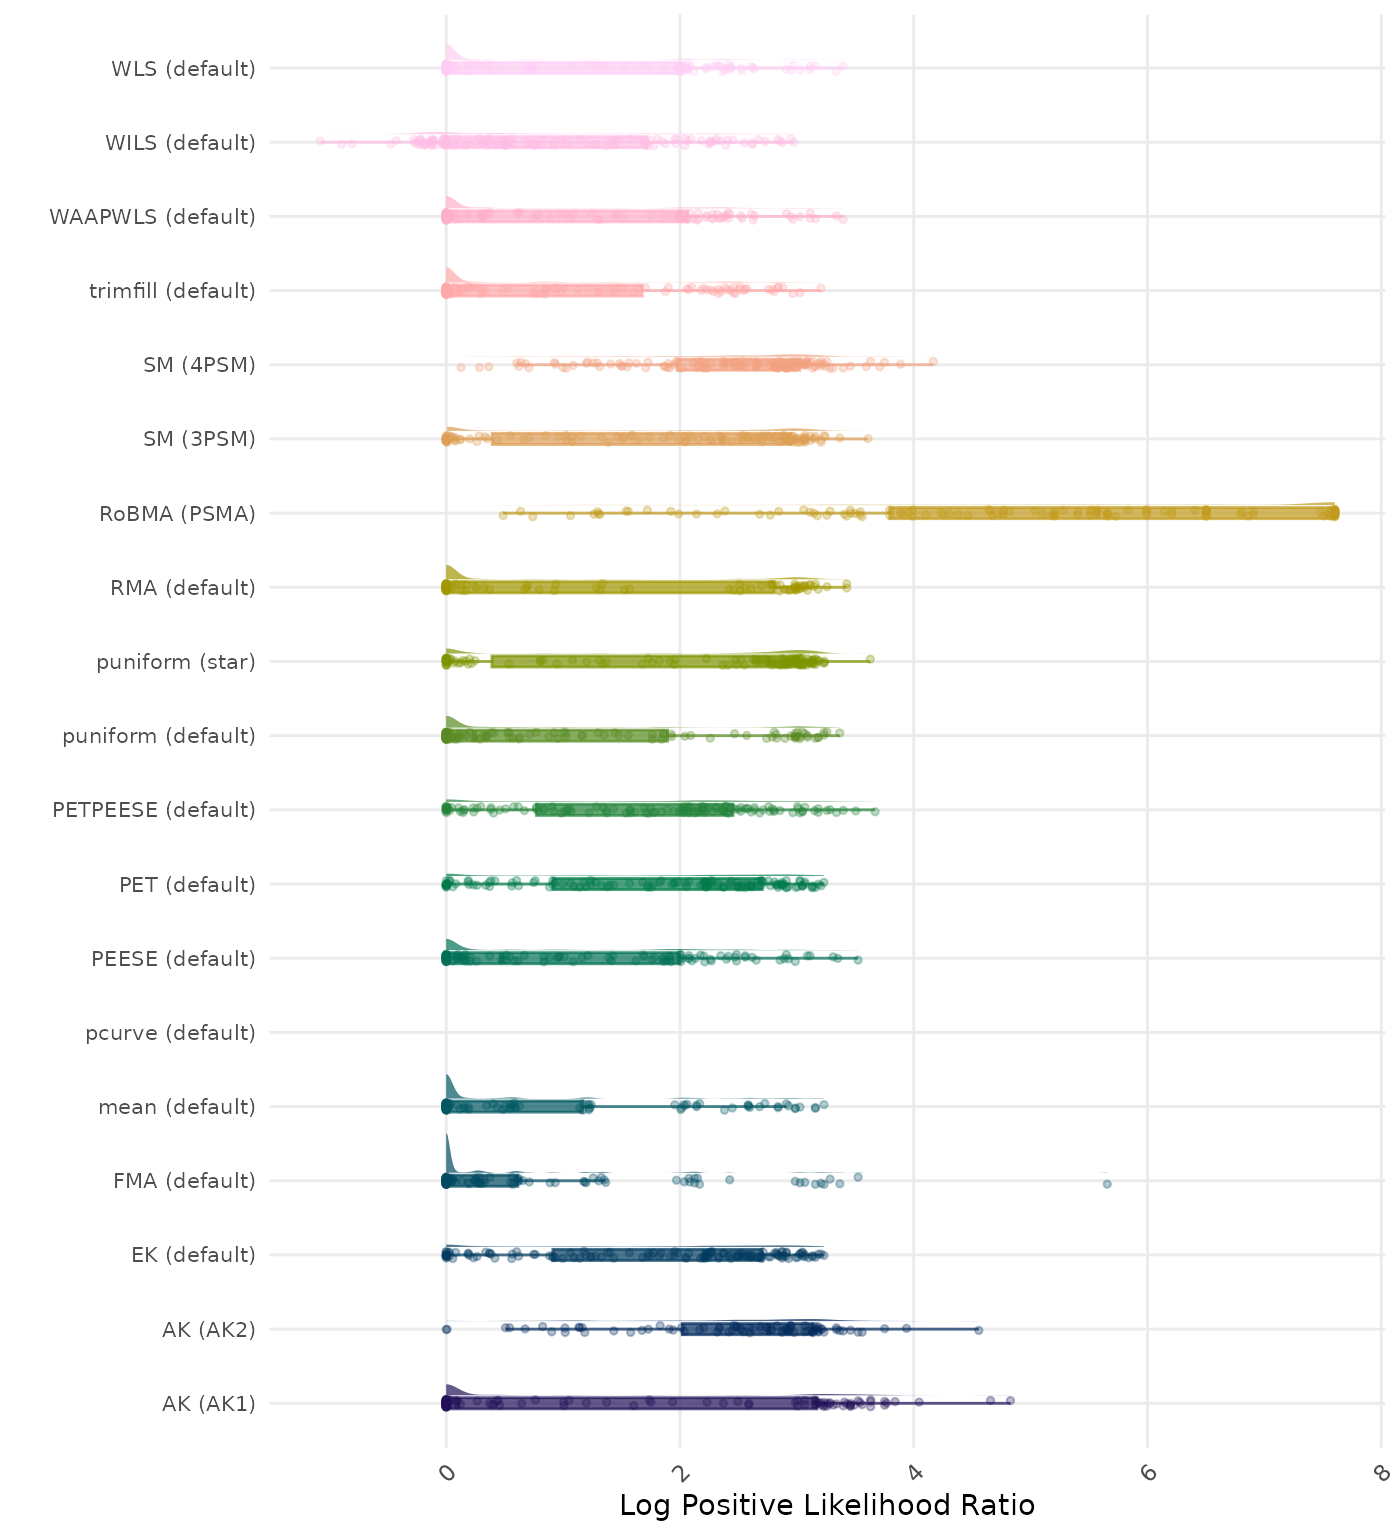 WLS (default)
WILS (default)
WAAPWLS (default)
trimfill (default)
SM (4PSM)
SM (3PSM)
RoBMA (PSMA)
RMA (default)
puniform (star)
puniform (default)
PETPEESE (default)
PET (default)
PEESE (default)
pcurve (default)
mean (default)
FMA (default)
EK (default)
AK (AK2)
AK (AK1)
0 2 4 6 8
Log Positive Likelihood Ratio